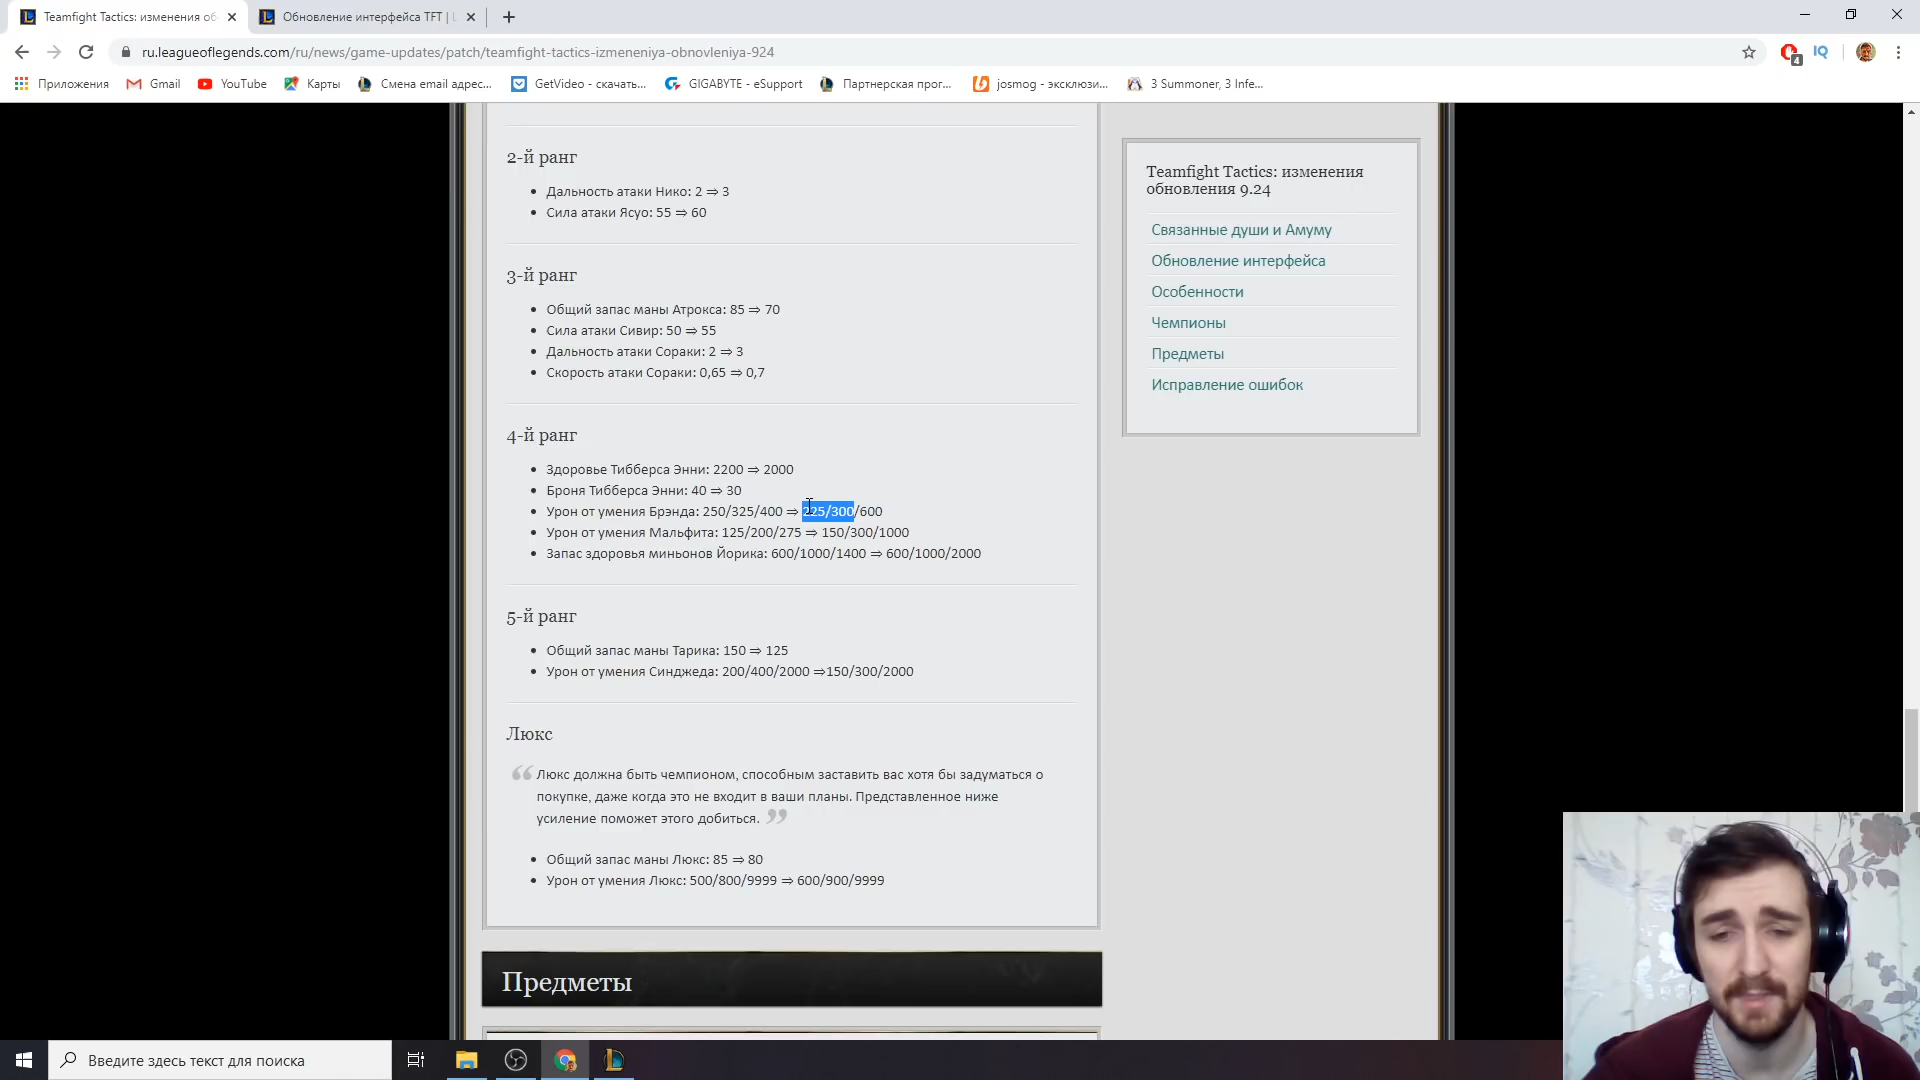 Teamfight Tactics: изменения об
Обновление интерфейса TFT | L
ru.leagueoflegends.com/ru/news/game-updates/patch/teamfight-tactics-izmeneniya-obnovleniya-924
4
IQ
Приложения
Gmail
YouTube
Карты
Смена email адрес...
GetVideo - скачать...
GIGABYTE - eSupport
Партнерская прог...
josmog - эксклюзи...
3 Summoner, 3 Infe...
2-й ранг
Дальность атаки Нико: 2 ⇒ 3
Сила атаки Ясуо: 55 ⇒ 60
3-й ранг
Общий запас маны Атрокса: 85 ⇒ 70
Сила атаки Сивир: 50 ⇒ 55
Дальность атаки Сораки: 2 ⇒ 3
Скорость атаки Сораки: 0,65 ⇒ 0,7
4-й ранг
Здоровье Тибберса Энни: 2200 ⇒ 2000
Броня Тибберса Энни: 40 ⇒ 30
Урон от умения Брэнда: 250/325/400 ⇒ 225/300/600
Урон от умения Мальфита: 125/200/275 ⇒ 150/300/1000
Запас здоровья миньонов Йорика: 600/1000/1400 ⇒ 600/1000/2000
5-й ранг
Общий запас маны Тарика: 150 ⇒ 125
Урон от умения Синджеда: 200/400/2000 ⇒150/300/2000
Люкс
“ Люкс должна быть чемпионом, способным заставить вас хотя бы задуматься о
покупке, даже когда это не входит в ваши планы. Представленное ниже
усиление поможет этого добиться. ”
Общий запас маны Люкс: 85 ⇒ 80
Урон от умения Люкс: 500/800/9999 ⇒ 600/900/9999
Предметы
Teamfight Tactics: изменения
обновления 9.24
Связанные души и Амуму
Обновление интерфейса
Особенности
Чемпионы
Предметы
Исправление ошибок
Введите здесь текст для поиска